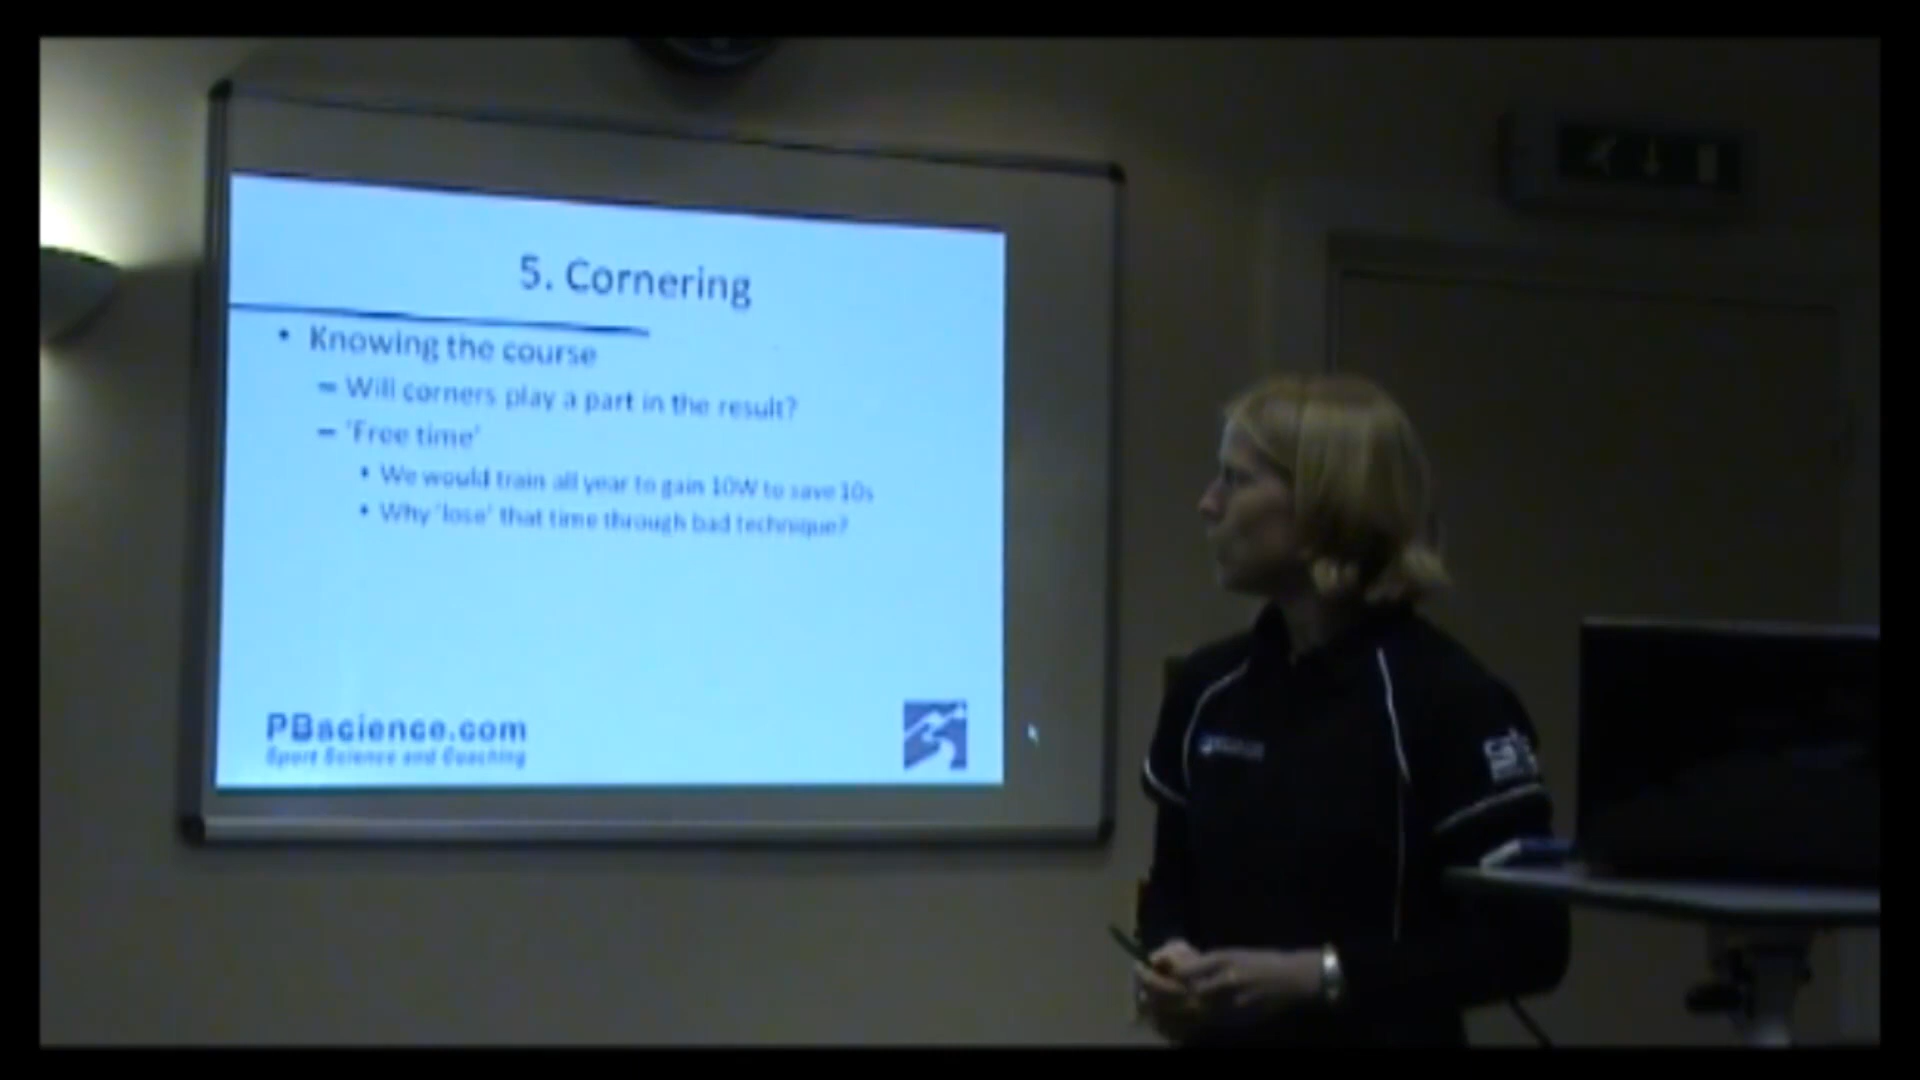 5. Cornering
• Knowing the course
– Will corners play a part in the result?
– 'Free time'
• We would train all year to gain 10W to save 10s
• Why 'lose' that time through bad technique?
PBscience.com
Sport Science and Coaching